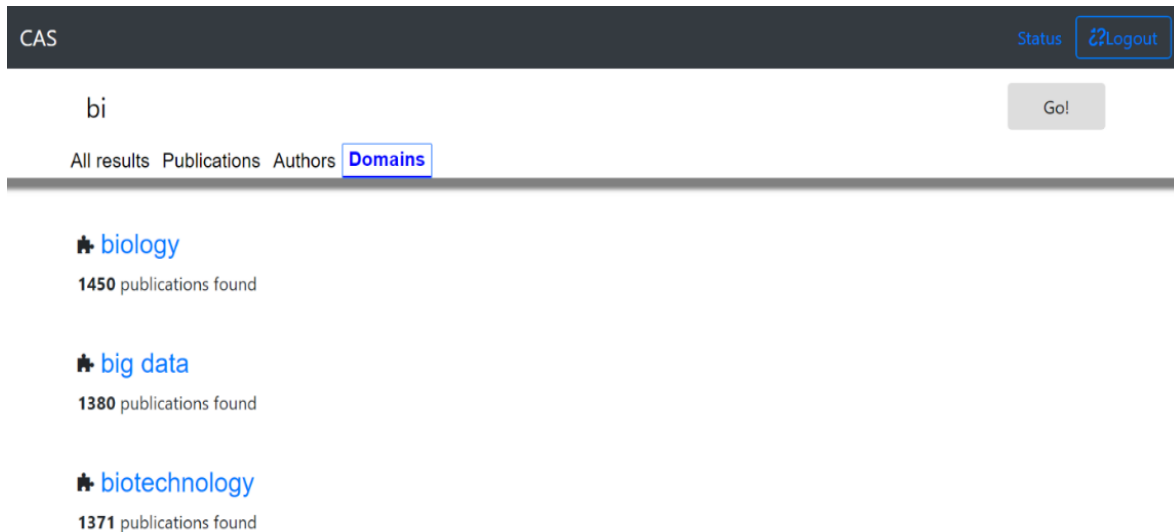 CAS Status ¿?Logout
bi Go!
All results Publications Authors Domains
biology
1450 publications found
big data
1380 publications found
biotechnology
1371 publications found